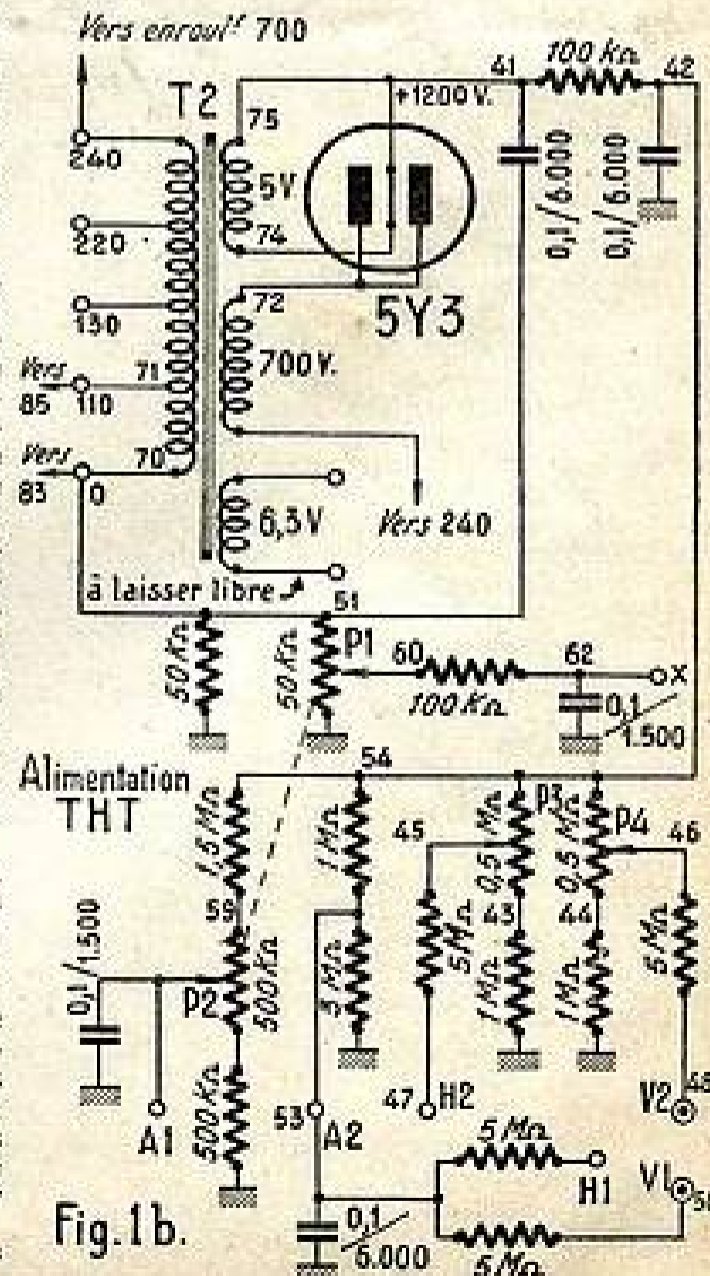 Vers enroulᵗ 700
T2
240
220
130
Vers 85
110
71
Vers 83
0
70
75
5V
74
72
700 V.
6,3 V
à laisser libre
Vers 240
+1200 V.
5Y3
41
100 kΩ
42
0,1/6.000
0,1/6.000
50 kΩ
51
50 kΩ
P1
60
100 KΩ
62
X
0,1/1.500
Alimentation
THT
54
1,5 MΩ
1 MΩ
45
P3
0,5 MΩ
0,5 MΩ
P4
46
0,1/1.500
P2
500 KΩ
5 MΩ
43
1 MΩ
44
1 MΩ
5 MΩ
A1
500 KΩ
53
A2
47
H2
V2
5 MΩ
H1
V1
0,1/6.000
5 MΩ
Fig.1b.